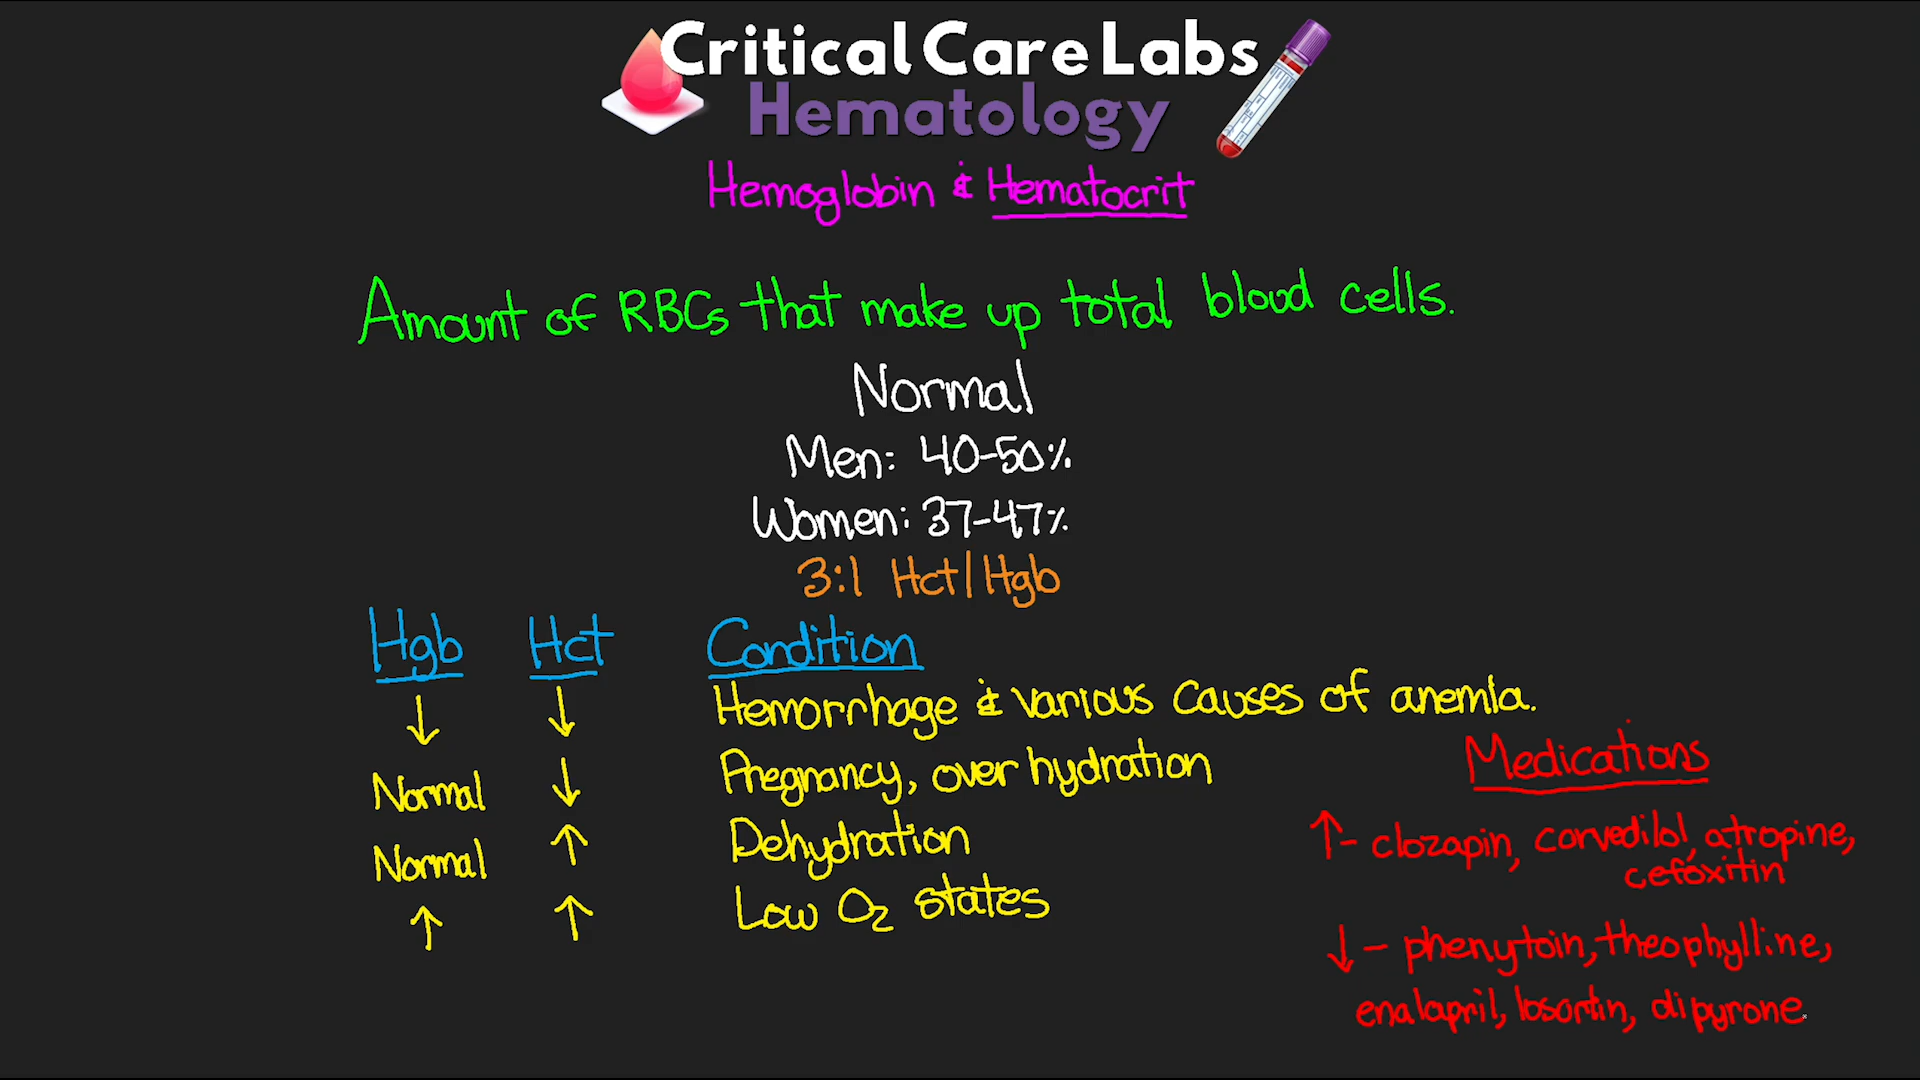 Critical Care Labs
Hematology
Hemoglobin & Hematocrit
Amount of RBCs that make up total blood cells.
Normal
Men: 40-50%
Women: 37-47%
3:1 Hct/Hgb
Hgb Hct Condition
↓ ↓ Hemorrhage & various causes of anemia.
Normal ↓ Pregnancy, over hydration
Normal ↑ Dehydration
↑ ↑ Low O2 states
Medications
↑- clozapin, carvedilol, atropine,
cefoxitin
↓- phenytoin, theophylline,
enalapril, losartin, dipyrone